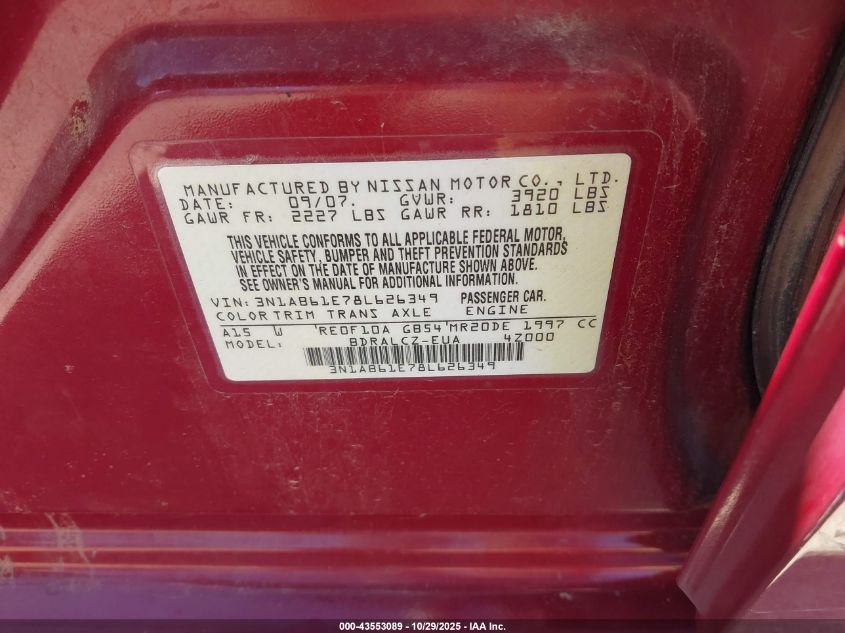 MANUFACTURED BY NISSAN MOTOR CO., LTD.
DATE: 09/07. GVWR: 3920 LBS
GAWR FR: 2227 LBS GAWR RR: 1810 LBS
THIS VEHICLE CONFORMS TO ALL APPLICABLE FEDERAL MOTOR,
VEHICLE SAFETY, BUMPER AND THEFT PREVENTION STANDARDS
IN EFFECT ON THE DATE OF MANUFACTURE SHOWN ABOVE.
SEE OWNER'S MANUAL FOR ADDITIONAL INFORMATION.
VIN: 3N1AB61E78L626349 PASSENGER CAR.
COLOR TRIM TRANS AXLE ENGINE
A15 W 'RE0F10A GB54'MR20DE 1997 CC
MODEL: BDRALCZ-EUA 4Z000
3N1AB61E78L626349
000-43553089 - 10/29/2025 - IAA Inc.